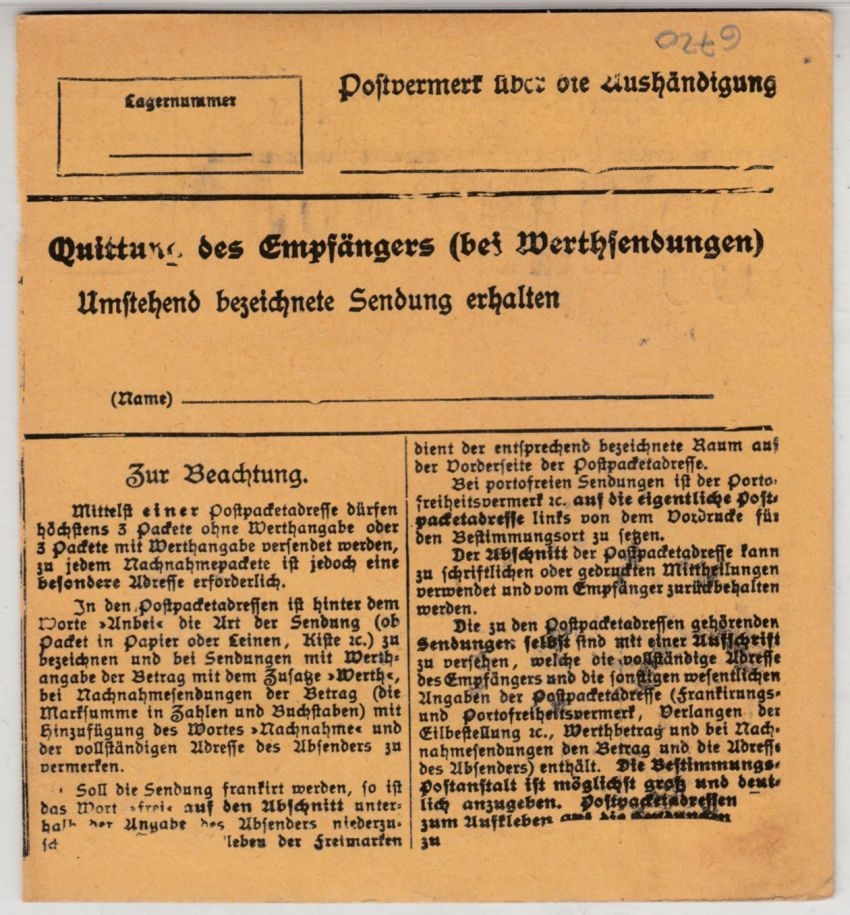 6720
Lagernummer
Postvermerk über die Aushändigung
Quittung des Empfängers (bei Werthsendungen)
Umstehend bezeichnete Sendung erhalten
(Name)
Zur Beachtung.
Mittelst einer Postpacketadresse dürfen
höchstens 3 Packete ohne Werthangabe oder
3 Packete mit Werthangabe versendet werden,
zu jedem Nachnahmepackete ist jedoch eine
besondere Adresse erforderlich.
In den Postpacketadressen ist hinter dem
Worte »Anbei« die Art der Sendung (ob
Packet in Papier oder Leinen, Kiste ꝛc.) zu
bezeichnen und bei Sendungen mit Werth-
angabe der Betrag mit dem Zusatze »Werth«,
bei Nachnahmesendungen der Betrag (die
Marksumme in Zahlen und Buchstaben) mit
Hinzufügung des Wortes »Nachnahme« und
der vollständigen Adresse des Absenders zu
vermerken.
Soll die Sendung frankirt werden, so ist
das Wort »frei« auf den Abschnitt unter-
halb der Angabe des Absenders niederzu-
leben der Freimarken
dient der entsprechend bezeichnete Raum auf
der Vorderseite der Postpacketadresse.
Bei portofreien Sendungen ist der Porto-
freiheitsvermerk ꝛc. auf die eigentliche Post-
packetadresse links von dem Vordrucke für
den Bestimmungsort zu setzen.
Der Abschnitt der Postpacketadresse kann
zu schriftlichen oder gedruckten Mittheilungen
verwendet und vom Empfänger zurückbehalten
werden.
Die zu den Postpacketadressen gehörenden
Sendungen selbst sind mit einer Aufschrift
zu versehen, welche die vollständige Adresse
des Empfängers und die sonstigen wesentlichen
Angaben der Postpacketadresse (Frankirungs-
und Portofreiheitsvermerk, Verlangen der
Eilbestellung ꝛc., Werthbetrag und bei Nach-
nahmesendungen den Betrag und die Adresse
des Absenders) enthält. Die Bestimmungs-
Postanstalt ist möglichst groß und deut-
lich anzugeben. Postpacketadressen
zum Aufkleben auf die Sendungen
zu